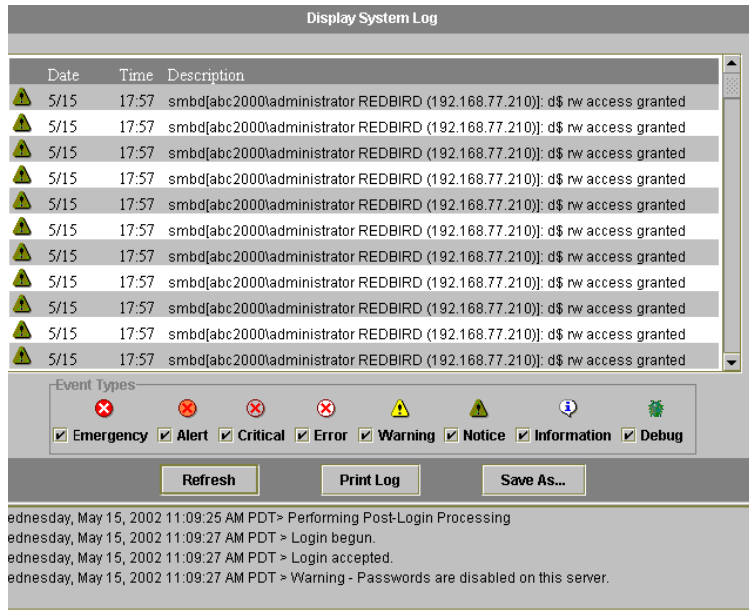 Display System Log
Date Time Description
5/15 17:57 smbd[abc2000\administrator REDBIRD (192.168.77.210)]: d$ rw access granted
5/15 17:57 smbd[abc2000\administrator REDBIRD (192.168.77.210)]: d$ rw access granted
5/15 17:57 smbd[abc2000\administrator REDBIRD (192.168.77.210)]: d$ rw access granted
5/15 17:57 smbd[abc2000\administrator REDBIRD (192.168.77.210)]: d$ rw access granted
5/15 17:57 smbd[abc2000\administrator REDBIRD (192.168.77.210)]: d$ rw access granted
5/15 17:57 smbd[abc2000\administrator REDBIRD (192.168.77.210)]: d$ rw access granted
5/15 17:57 smbd[abc2000\administrator REDBIRD (192.168.77.210)]: d$ rw access granted
5/15 17:57 smbd[abc2000\administrator REDBIRD (192.168.77.210)]: d$ rw access granted
5/15 17:57 smbd[abc2000\administrator REDBIRD (192.168.77.210)]: d$ rw access granted
5/15 17:57 smbd[abc2000\administrator REDBIRD (192.168.77.210)]: d$ rw access granted
5/15 17:57 smbd[abc2000\administrator REDBIRD (192.168.77.210)]: d$ rw access granted
Event Types
Emergency Alert Critical Error Warning Notice Information Debug
Refresh Print Log Save As...
ednesday, May 15, 2002 11:09:25 AM PDT> Performing Post-Login Processing
ednesday, May 15, 2002 11:09:27 AM PDT > Login begun.
ednesday, May 15, 2002 11:09:27 AM PDT > Login accepted.
ednesday, May 15, 2002 11:09:27 AM PDT > Warning - Passwords are disabled on this server.